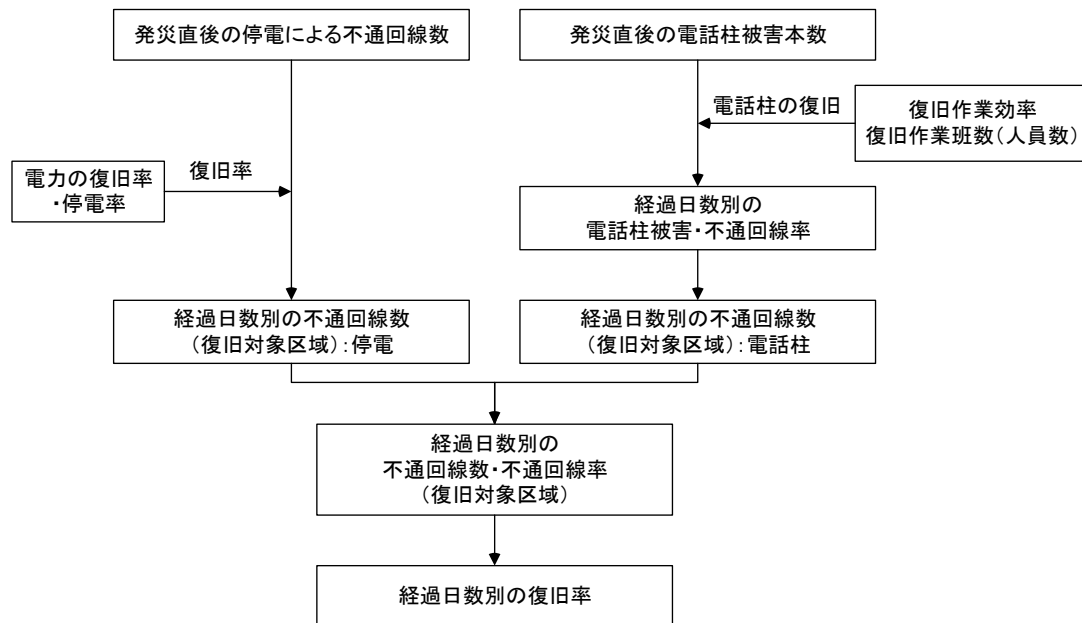 発災直後の停電による不通回線数
発災直後の電話柱被害本数
電話柱の復旧
復旧作業効率
復旧作業班数(人員数)
電力の復旧率
・停電率
復旧率
経過日数別の
電話柱被害・不通回線率
経過日数別の不通回線数
(復旧対象区域):停電
経過日数別の不通回線数
(復旧対象区域):電話柱
経過日数別の
不通回線数・不通回線率
(復旧対象区域)
経過日数別の復旧率